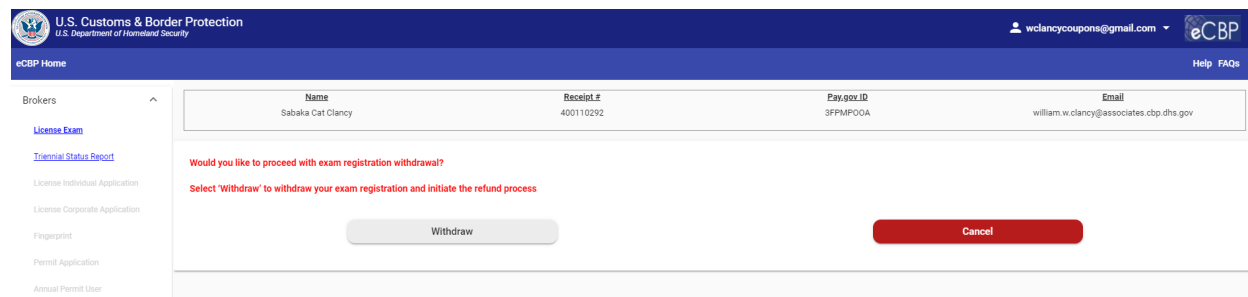 U.S. Customs & Border Protection
U.S. Department of Homeland Security
wclancycoupons@gmail.com
eCBP
eCBP Home
Help FAQs
Brokers
License Exam
Triennial Status Report
License Individual Application
License Corporate Application
Fingerprint
Permit Application
Annual Permit User
Name Receipt # Pay.gov ID Email
Sabaka Cat Clancy 400110292 3FPMPOOA william.w.clancy@associates.cbp.dhs.gov
Would you like to proceed with exam registration withdrawal?
Select 'Withdraw' to withdraw your exam registration and initiate the refund process
Withdraw Cancel